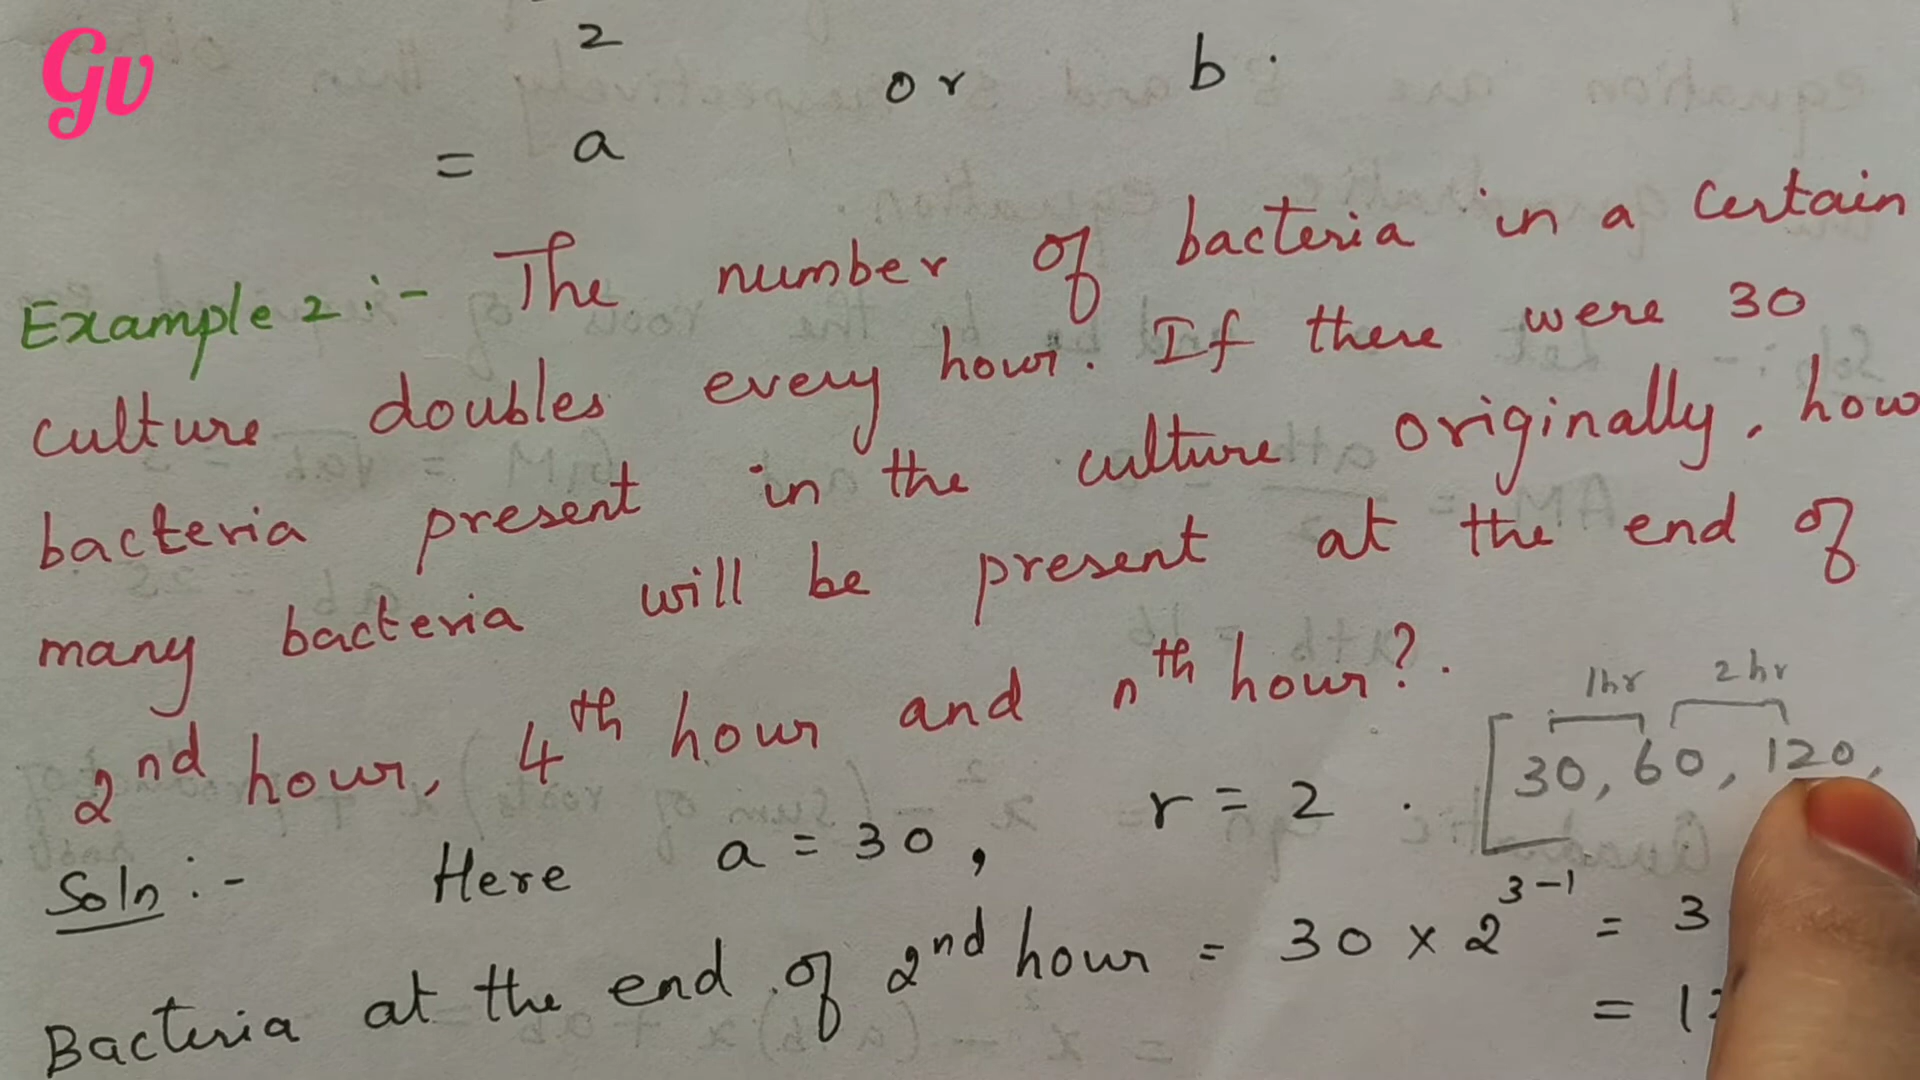 Gv
2
or b.
= a
Example 2 :- The number of bacteria in a certain
culture doubles every hour. If there were 30
bacteria present in the culture originally, how
many bacteria will be present at the end of
2nd hour, 4th hour and nth hour?.
1hr 2hr
Soln :- Here a = 30, r = 2. [30, 60, 120,
Bacteria at the end of 2nd hour = 30 × 2^3-1 = 3
= 12